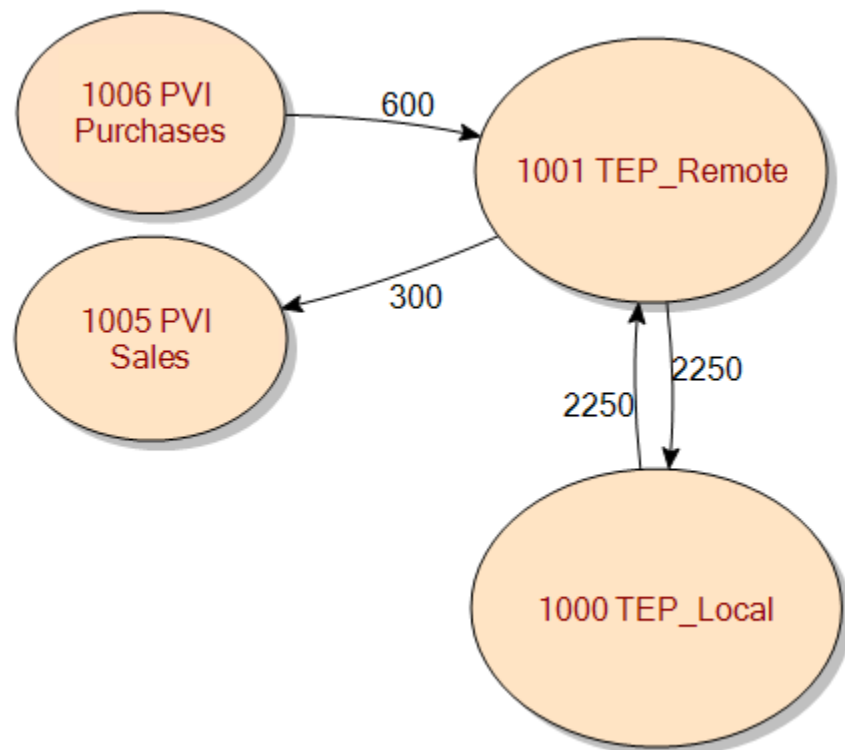 1006 PVI
Purchases
600
1001 TEP_Remote
300
1005 PVI
Sales
2250
2250
1000 TEP_Local